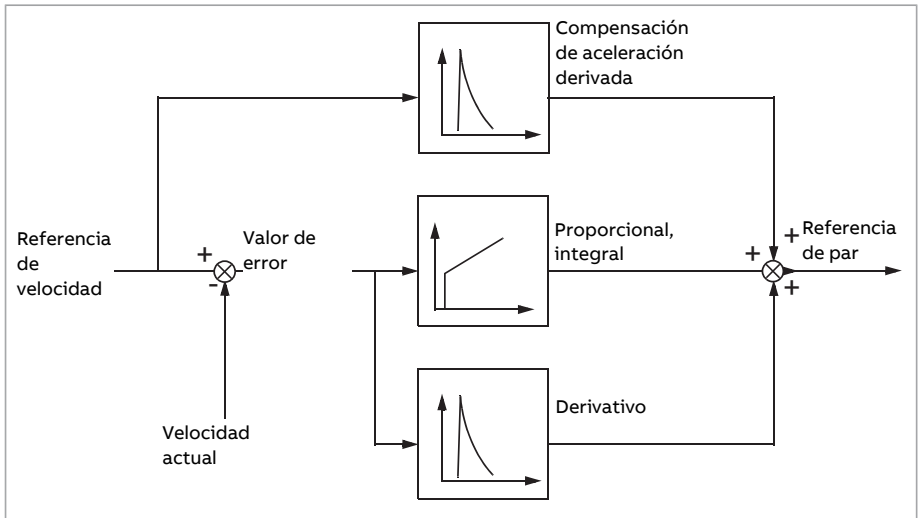 Compensación
de aceleración
derivada
Referencia
de
velocidad
+
-
Valor de
error
Proporcional,
integral
+
+
+
Referencia
de par
Derivativo
Velocidad
actual